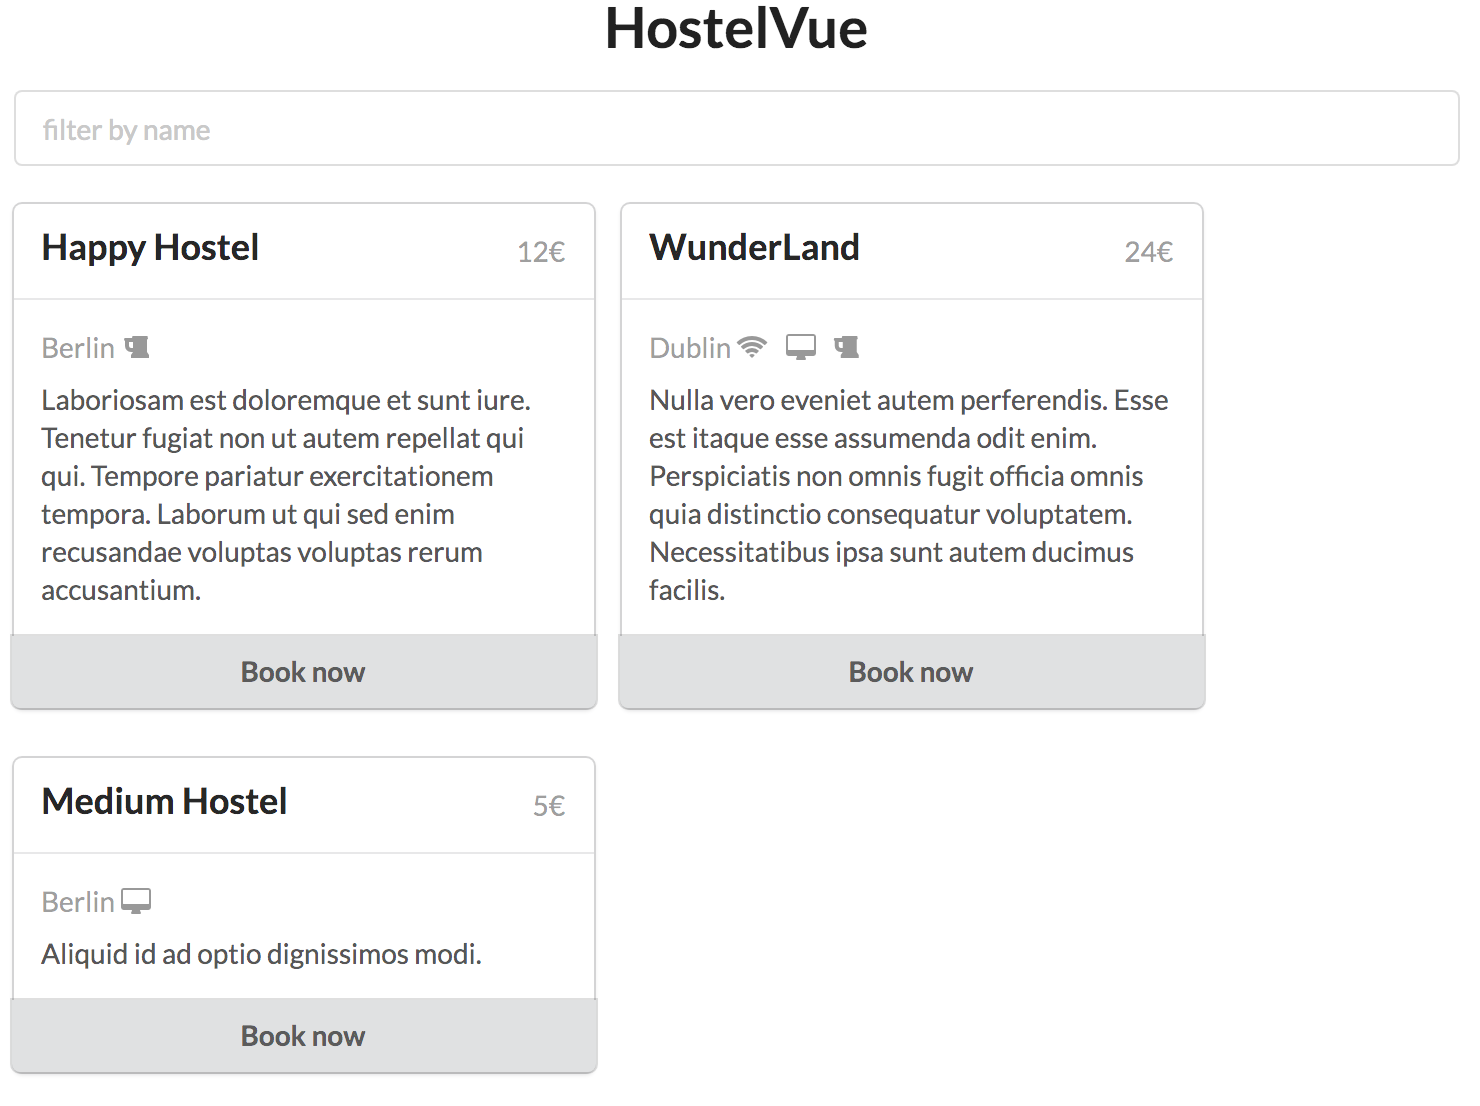 HostelVue
filter by name
Happy Hostel
12€
Berlin
Laboriosam est doloremque et sunt iure.
Tenetur fugiat non ut autem repellat qui
qui. Tempore pariatur exercitationem
tempora. Laborum ut qui sed enim
recusandae voluptas voluptas rerum
accusantium.
Book now
WunderLand
24€
Dublin
Nulla vero eveniet autem perferendis. Esse
est itaque esse assumenda odit enim.
Perspiciatis non omnis fugit officia omnis
quia distinctio consequatur voluptatem.
Necessitatibus ipsa sunt autem ducimus
facilis.
Book now
Medium Hostel
5€
Berlin
Aliquid id ad optio dignissimos modi.
Book now